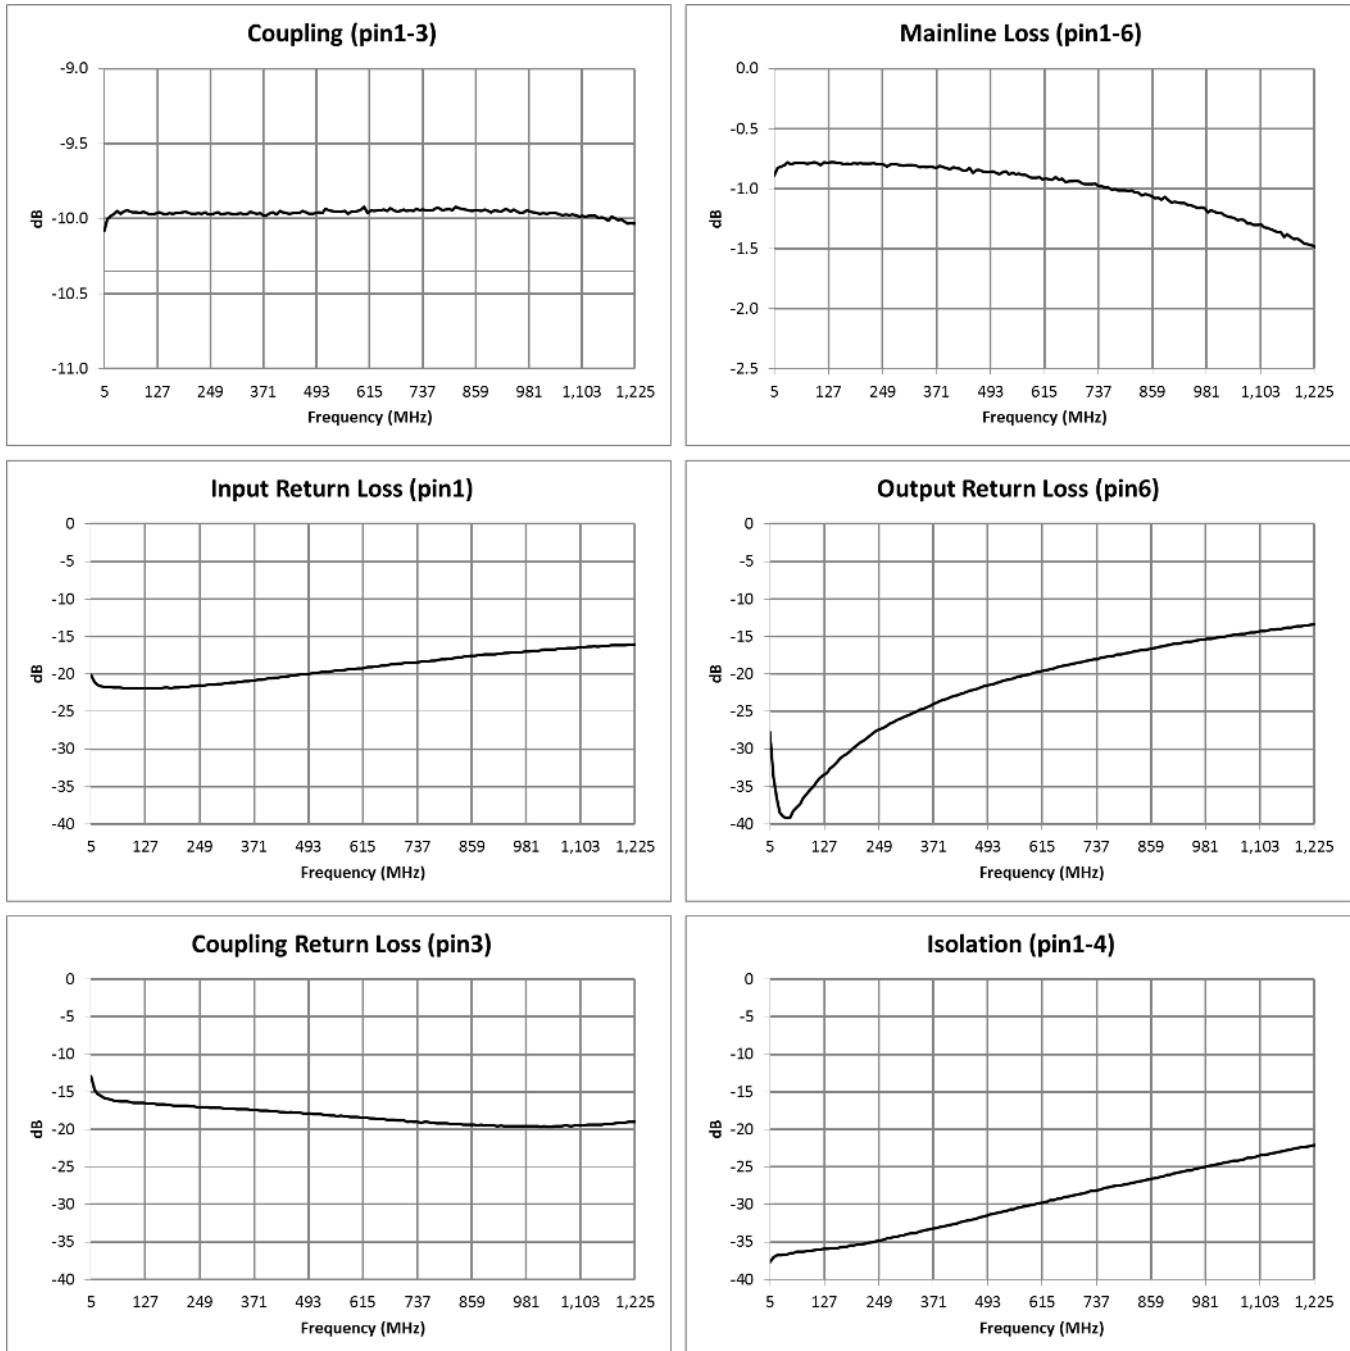 Coupling (pin1-3)
-9.0
-9.5
-10.0
-10.5
-11.0
dB
5 127 249 371 493 615 737 859 981 1,103 1,225
Frequency (MHz)
Mainline Loss (pin1-6)
0.0
-0.5
-1.0
-1.5
-2.0
-2.5
dB
5 127 249 371 493 615 737 859 981 1,103 1,225
Frequency (MHz)
Input Return Loss (pin1)
0
-5
-10
-15
-20
-25
-30
-35
-40
dB
5 127 249 371 493 615 737 859 981 1,103 1,225
Frequency (MHz)
Output Return Loss (pin6)
0
-5
-10
-15
-20
-25
-30
-35
-40
dB
5 127 249 371 493 615 737 859 981 1,103 1,225
Frequency (MHz)
Coupling Return Loss (pin3)
0
-5
-10
-15
-20
-25
-30
-35
-40
dB
5 127 249 371 493 615 737 859 981 1,103 1,225
Frequency (MHz)
Isolation (pin1-4)
0
-5
-10
-15
-20
-25
-30
-35
-40
dB
5 127 249 371 493 615 737 859 981 1,103 1,225
Frequency (MHz)